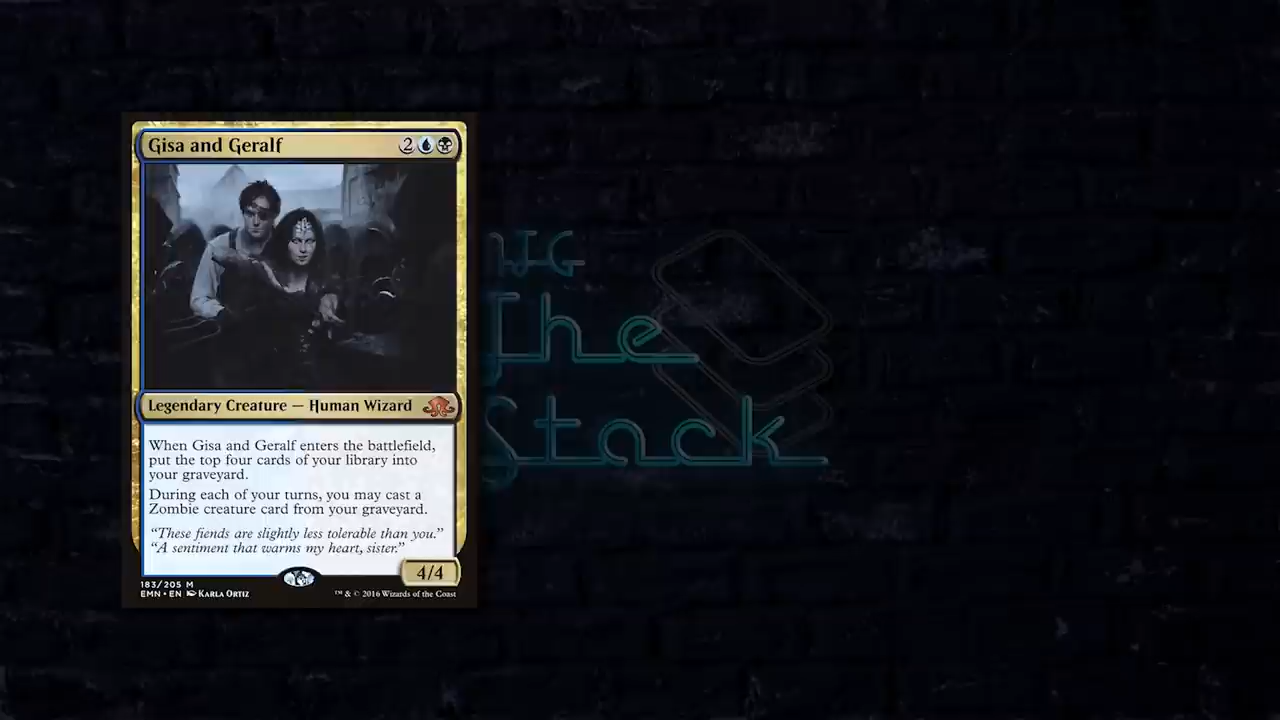 Gisa and Geralf 2
Legendary Creature — Human Wizard
When Gisa and Geralf enters the battlefield,
put the top four cards of your library into
your graveyard.
During each of your turns, you may cast a
Zombie creature card from your graveyard.
“These fiends are slightly less tolerable than you.”
“A sentiment that warms my heart, sister.”
4/4
183/205 M
EMN • EN Karla Ortiz
™ & © 2016 Wizards of the Coast
The
Stack